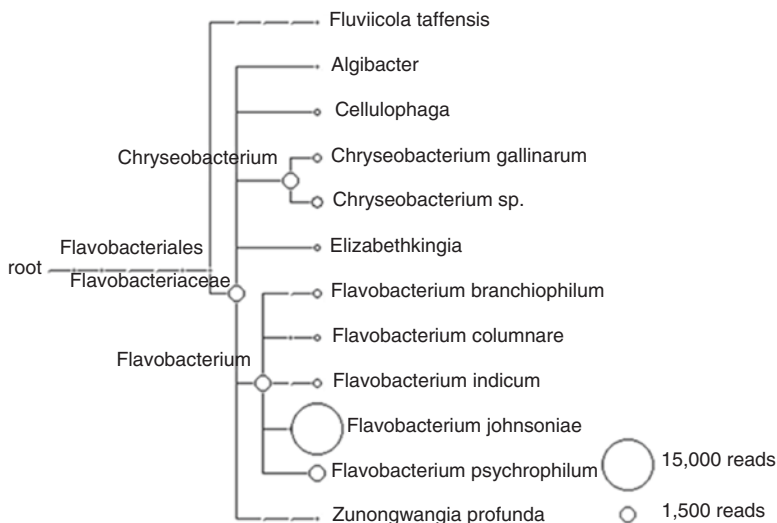 Fluviicola taffensis
Algibacter
Cellulophaga
Chryseobacterium
Chryseobacterium gallinarum
Chryseobacterium sp.
Flavobacteriales
Elizabethkingia
root
Flavobacteriaceae
Flavobacterium branchiophilum
Flavobacterium columnare
Flavobacterium
Flavobacterium indicum
Flavobacterium johnsoniae
15,000 reads
Flavobacterium psychrophilum
1,500 reads
Zunongwangia profunda